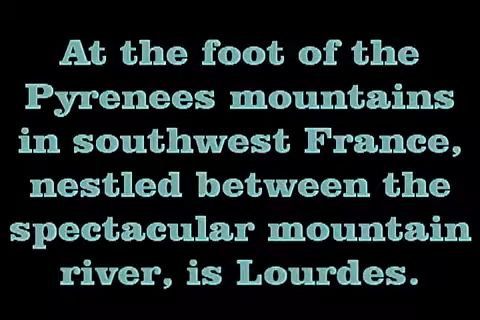 At the foot of the
Pyrenees mountains
in southwest France,
nestled between the
spectacular mountain
river, is Lourdes.